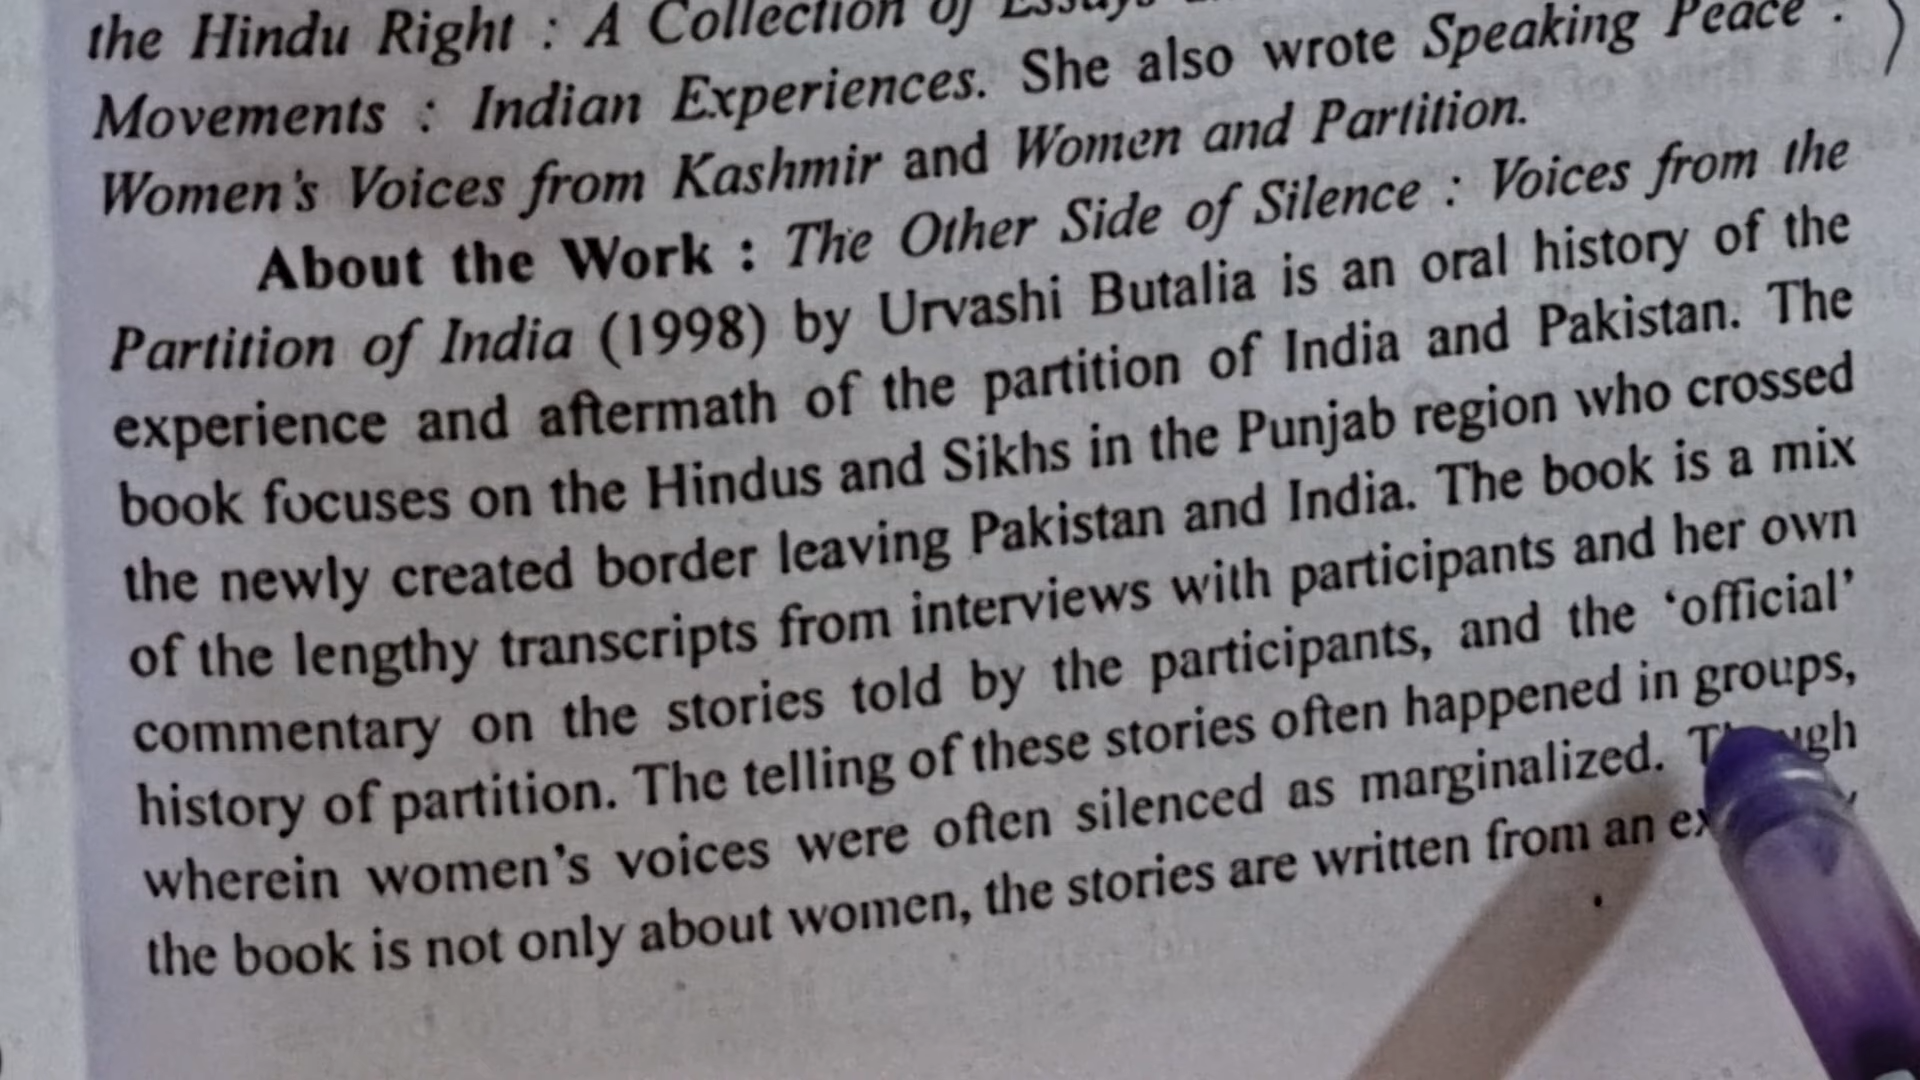 the Hindu Right : A Collection of Essays
Movements : Indian Experiences. She also wrote Speaking Peace :
Women's Voices from Kashmir and Women and Partition.
About the Work : The Other Side of Silence : Voices from the
Partition of India (1998) by Urvashi Butalia is an oral history of the
experience and aftermath of the partition of India and Pakistan. The
book focuses on the Hindus and Sikhs in the Punjab region who crossed
the newly created border leaving Pakistan and India. The book is a mix
of the lengthy transcripts from interviews with participants and her own
commentary on the stories told by the participants, and the ‘official’
history of partition. The telling of these stories often happened in groups,
wherein women's voices were often silenced as marginalized.
the book is not only about women, the stories are written from an